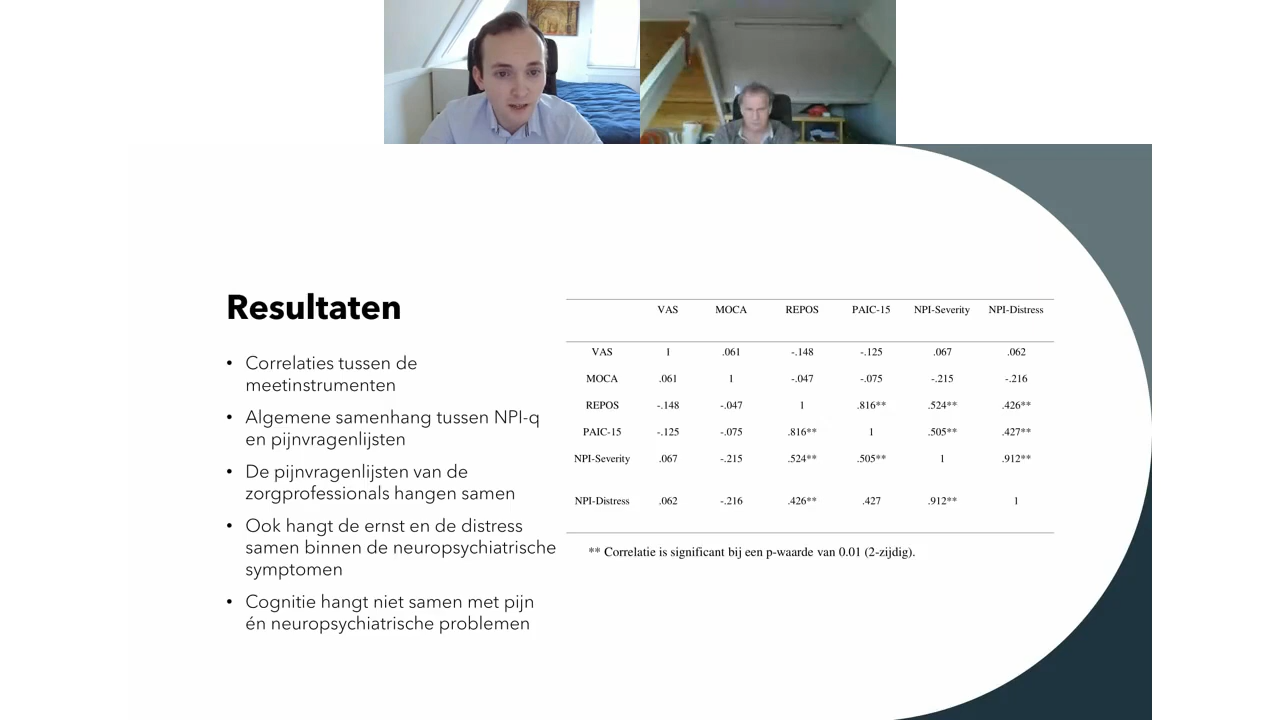 Resultaten
• Correlaties tussen de
meetinstrumenten
• Algemene samenhang tussen NPI-q
en pijnvragenlijsten
• De pijnvragenlijsten van de
zorgprofessionals hangen samen
• Ook hangt de ernst en de distress
samen binnen de neuropsychiatrische
symptomen
• Cognitie hangt niet samen met pijn
én neuropsychiatrische problemen
VAS MOCA REPOS PAIC-15 NPI-Severity NPI-Distress
VAS 1 .061 -.148 -.125 .067 .062
MOCA .061 1 -.047 -.075 -.215 -.216
REPOS -.148 -.047 1 .816** .524** .426**
PAIC-15 -.125 -.075 .816** 1 .505** .427**
NPI-Severity .067 -.215 .524** .505** 1 .912**
NPI-Distress .062 -.216 .426** .427 .912** 1
** Correlatie is significant bij een p-waarde van 0.01 (2-zijdig).